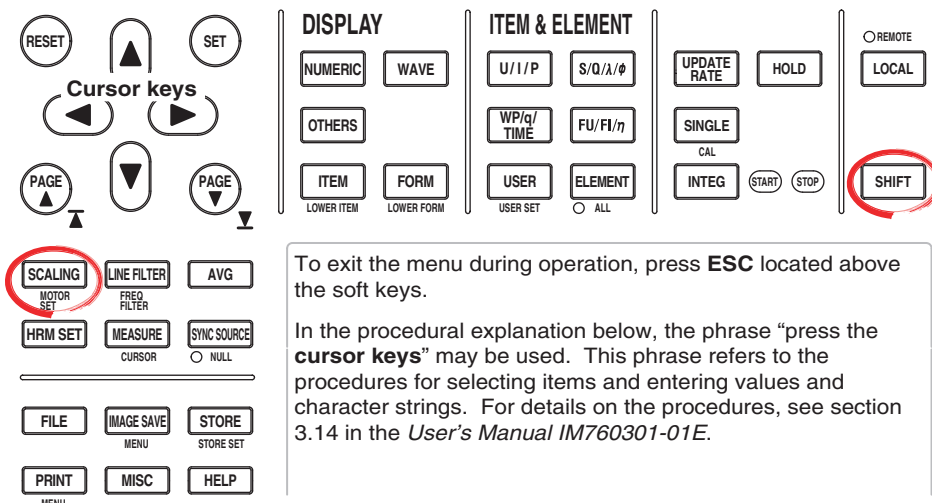 RESET
SET
Cursor keys
PAGE
PAGE
DISPLAY
NUMERIC WAVE
OTHERS
ITEM FORM
LOWER ITEM LOWER FORM
ITEM & ELEMENT
U / I / P S/Q/λ/ϕ
WP/q/
TIME
FU/FI/η
USER ELEMENT
USER SET ALL
UPDATE
RATE
HOLD
SINGLE
CAL
INTEG START STOP
REMOTE
LOCAL
SHIFT
SCALING LINE FILTER AVG
MOTOR
SET
FREQ
FILTER
HRM SET MEASURE SYNC SOURCE
CURSOR NULL
FILE IMAGE SAVE STORE
MENU STORE SET
PRINT MISC HELP
MENU
To exit the menu during operation, press ESC located above
the soft keys.
In the procedural explanation below, the phrase “press the
cursor keys” may be used. This phrase refers to the
procedures for selecting items and entering values and
character strings. For details on the procedures, see section
3.14 in the User’s Manual IM760301-01E.